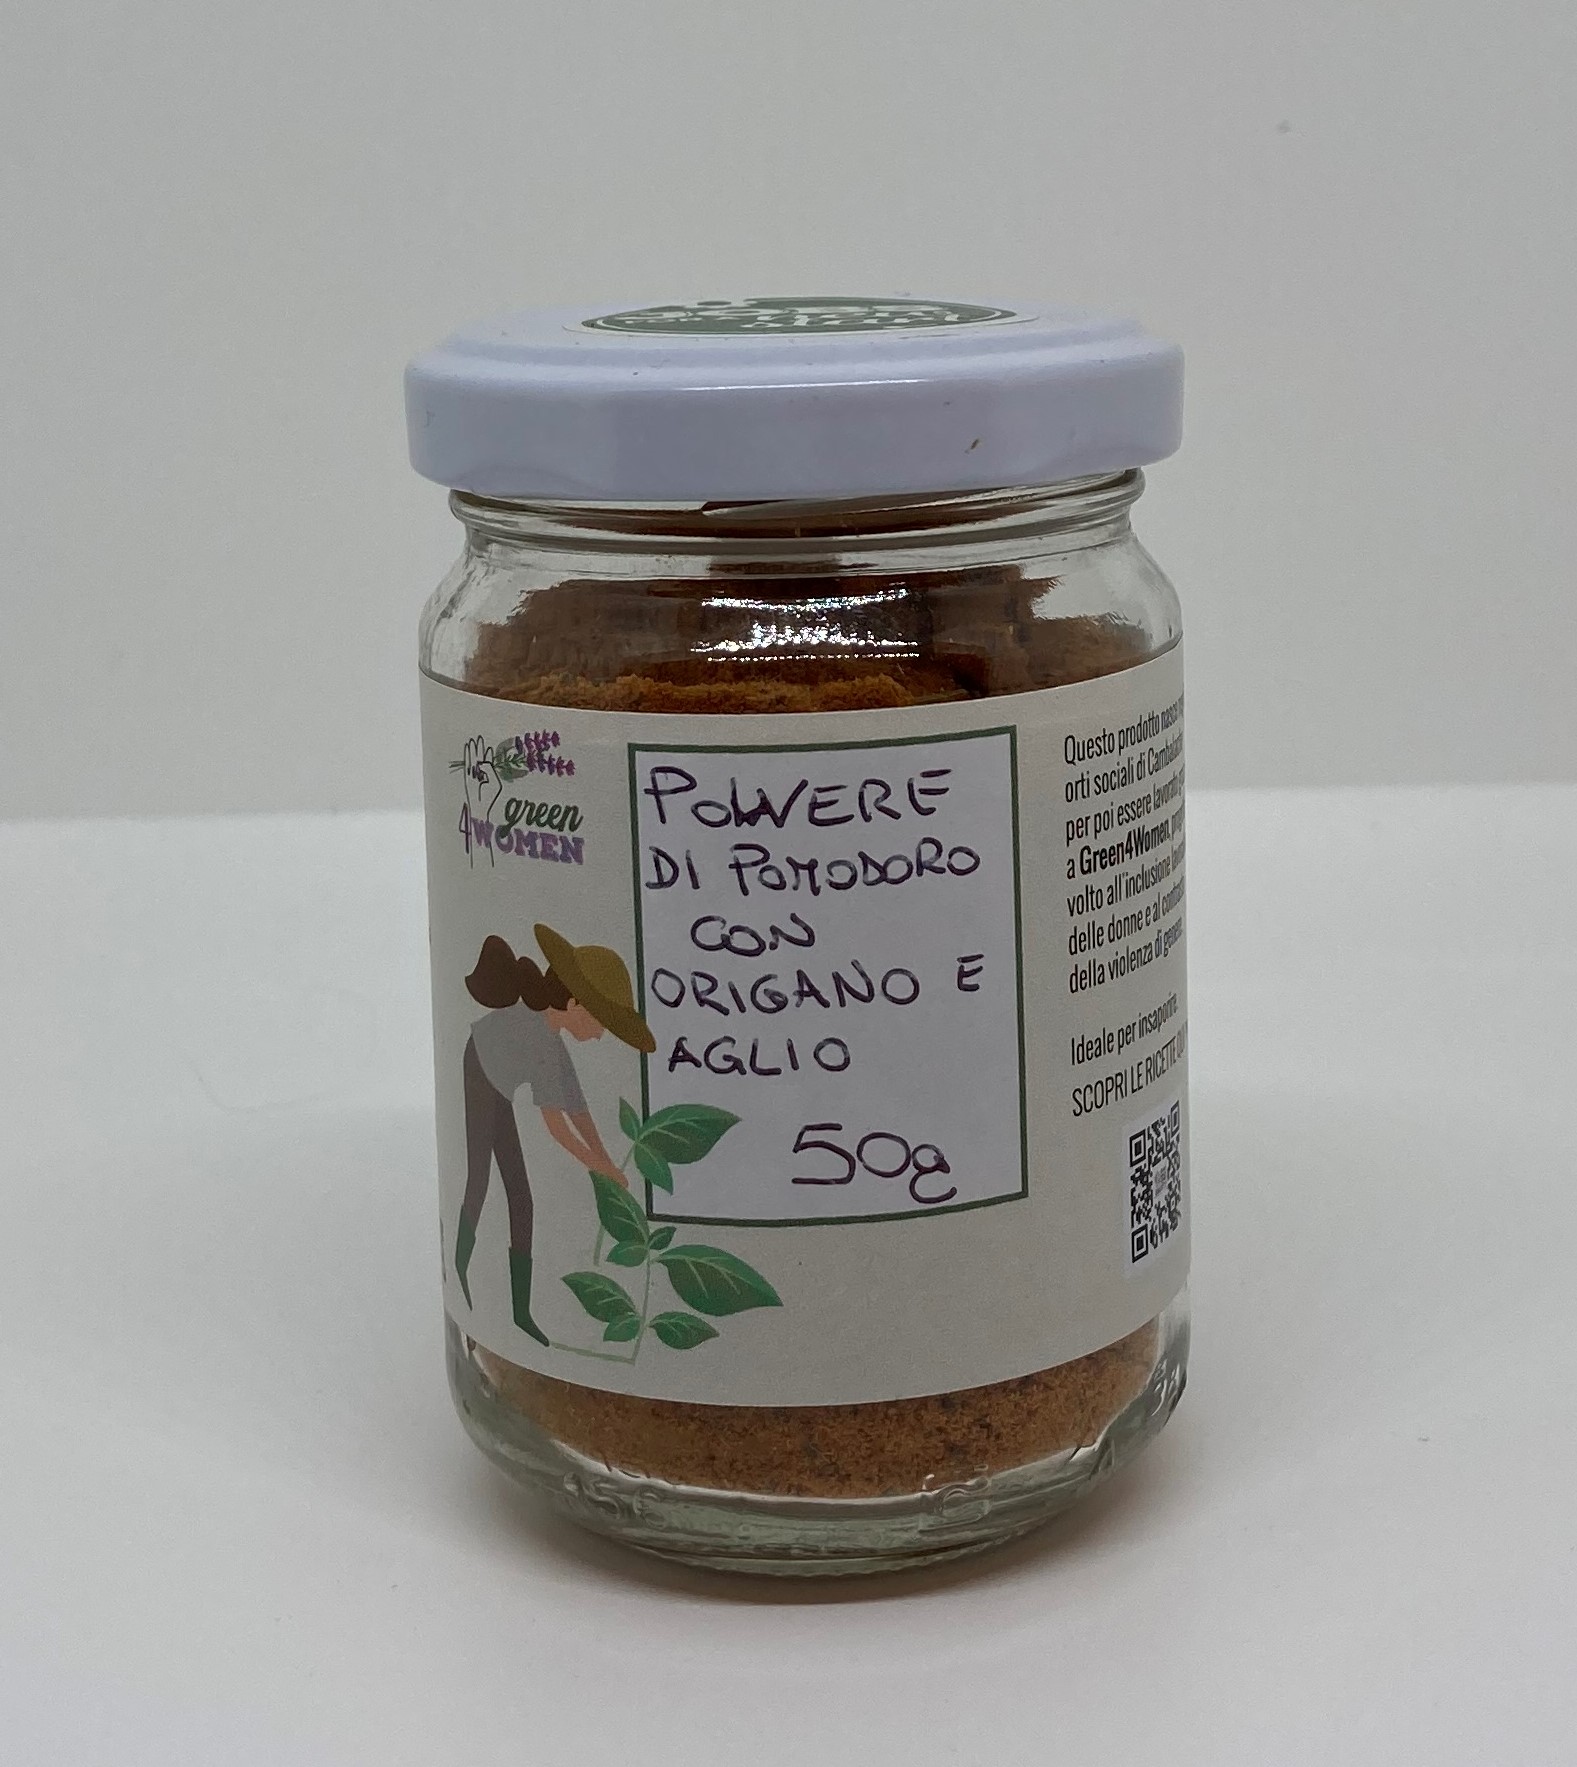 green
4WOMEN
POLVERE
DI POMODORO
CON
ORIGANO E
AGLIO
50g
Questo prodotto nasce
orti sociali di
per poi essere lavorato
a Green4Women,
volto all'inclusione
delle donne e al
della violenza di genere.
Ideale per insaporire.
SCOPRI LE RICETTE QUI